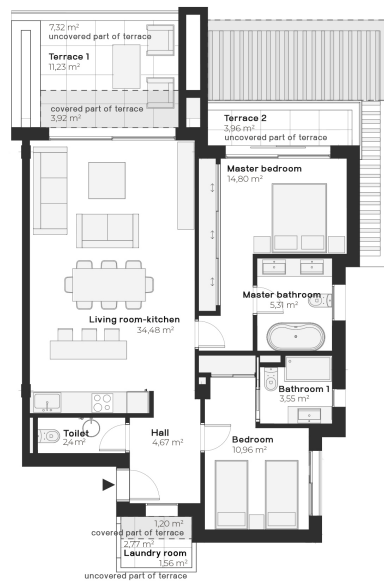 7,32 m²
uncovered part of terrace
Terrace 1
11,23 m²
covered part of terrace
3,92 m²
Terrace 2
3,96 m²
uncovered part of terrace
Master bedroom
14,80 m²
Master bathroom
5,31 m²
Living room-kitchen
34,48 m²
Bathroom 1
3,55 m²
Toilet
2,4 m²
Hall
4,67 m²
Bedroom
10,96 m²
1,20 m²
covered part of terrace
2,77 m²
Laundry room
1,56 m²
uncovered part of terrace